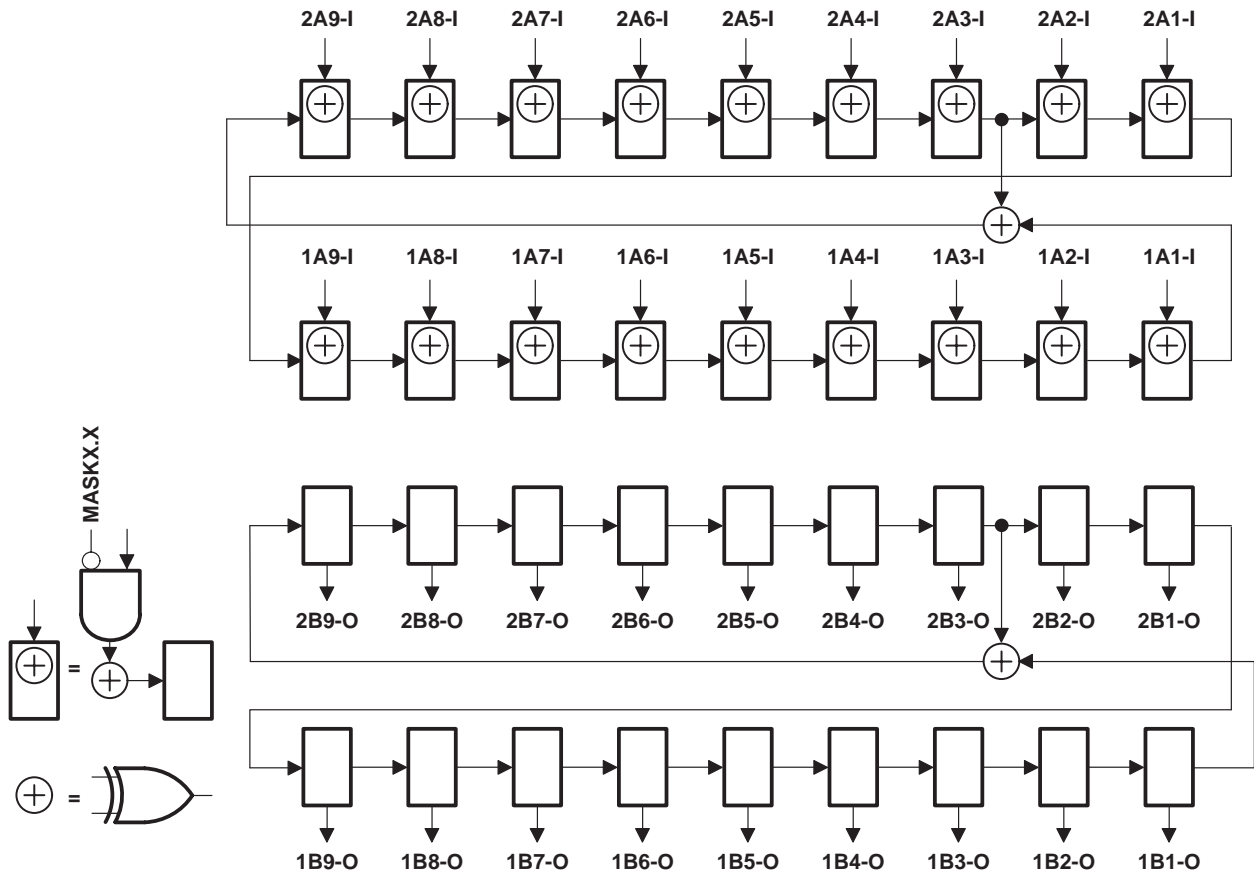 2A9-I 2A8-I 2A7-I 2A6-I 2A5-I 2A4-I 2A3-I 2A2-I 2A1-I
1A9-I 1A8-I 1A7-I 1A6-I 1A5-I 1A4-I 1A3-I 1A2-I 1A1-I
MASKX.X
2B9-O 2B8-O 2B7-O 2B6-O 2B5-O 2B4-O 2B3-O 2B2-O 2B1-O
=
=
1B9-O 1B8-O 1B7-O 1B6-O 1B5-O 1B4-O 1B3-O 1B2-O 1B1-O